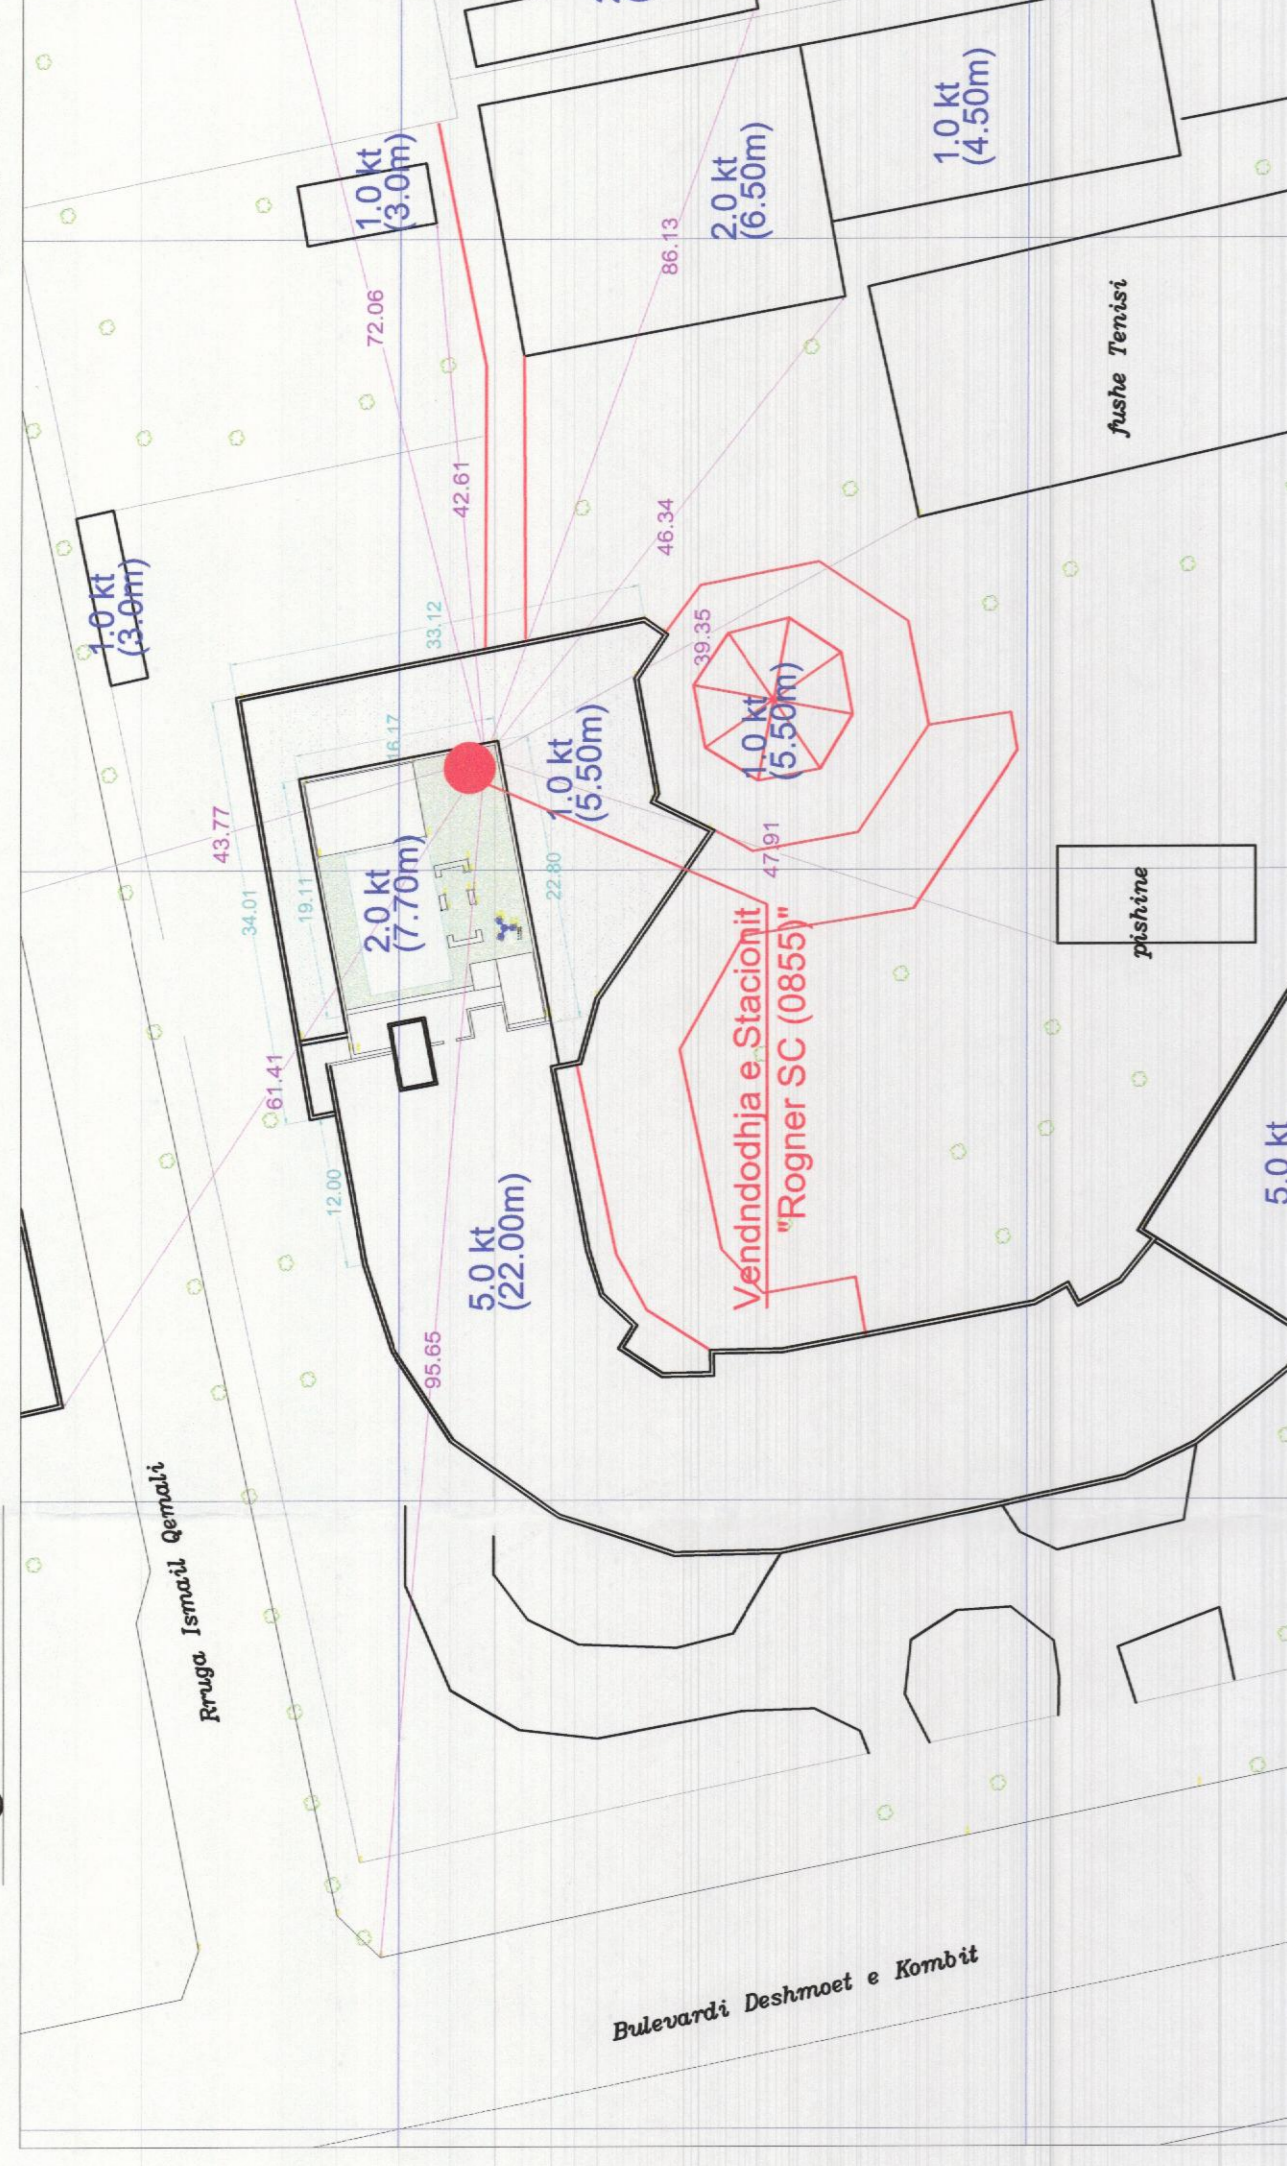 1.0 kt
(3.0m)
1.0 kt
(4.50m)
2.0 kt
(6.50m)
86.13
72.06
fushe Tenisi
42.61
46.34
1.0 kt
(3.0m)
33.12
39.35
16.17
1.0 kt
(5.50m)
1.0 kt
(5.50m)
43.77
34.01
19.11
2.0 kt
(7.70m)
22.80
47.91
pishine
61.41
12.00
Vendndodhja e Stacionit
"Rogner SC (0855)"
5.0 kt
(22.00m)
5.0 kt
95.65
Rruga Ismail Qemali
Bulevardi Deshmoet e Kombit